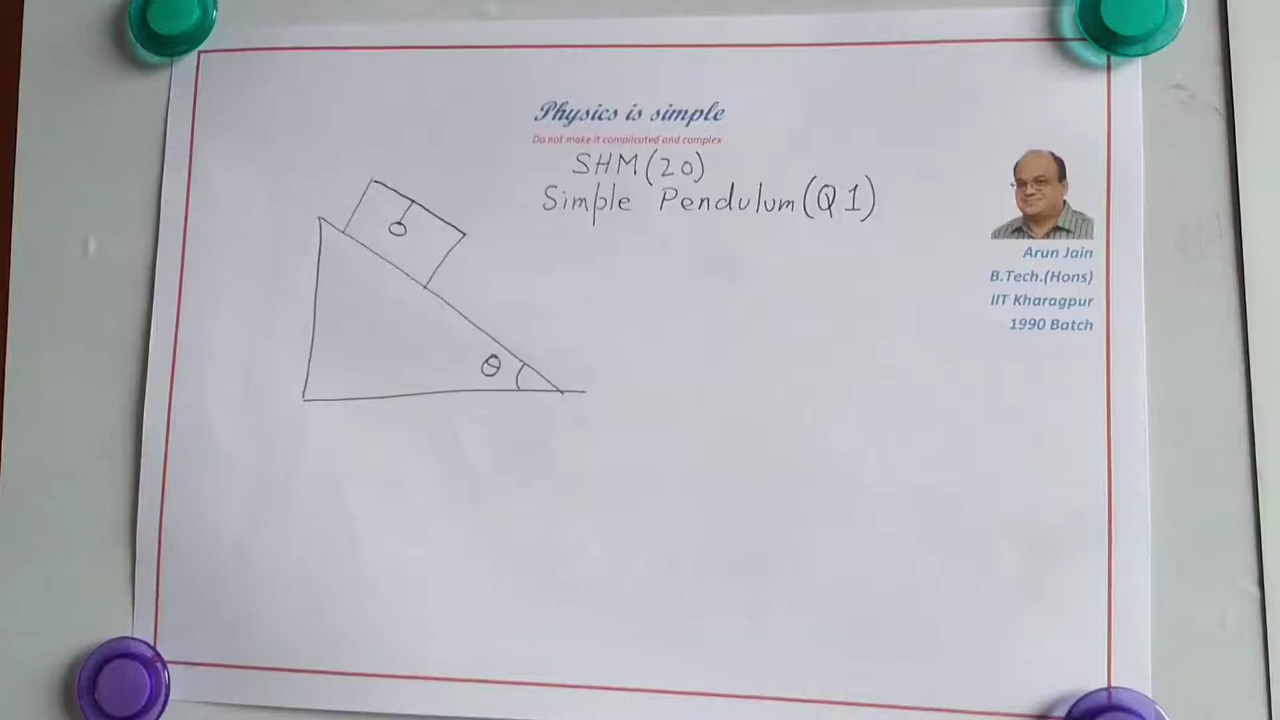 Physics is simple
Do not make it complicated and complex
SHM(20)
Simple Pendulum(Q1)
Arun Jain
B.Tech.(Hons)
IIT Kharagpur
1990 Batch
θ